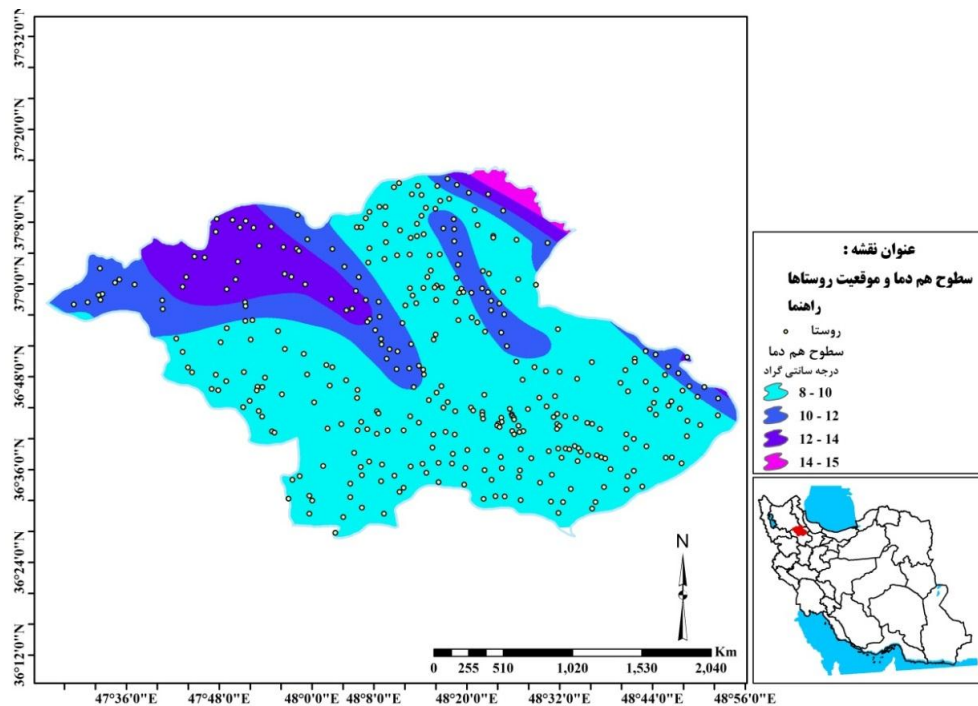 37°32'0"N
37°20'0"N
37°8'0"N
37°0'0"N
36°48'0"N
36°36'0"N
36°24'0"N
36°12'0"N
47°36'0"E 47°48'0"E 48°0'0"E 48°8'0"E 48°20'0"E 48°32'0"E 48°44'0"E 48°56'0"E
N
Km
0 255 510 1,020 1,530 2,040
عنوان نقشه :
سطوح هم دما و موقعیت روستاها
راهنما
روستا
سطوح هم دما
درجه سانتی گراد
8 - 10
10 - 12
12 - 14
14 - 15